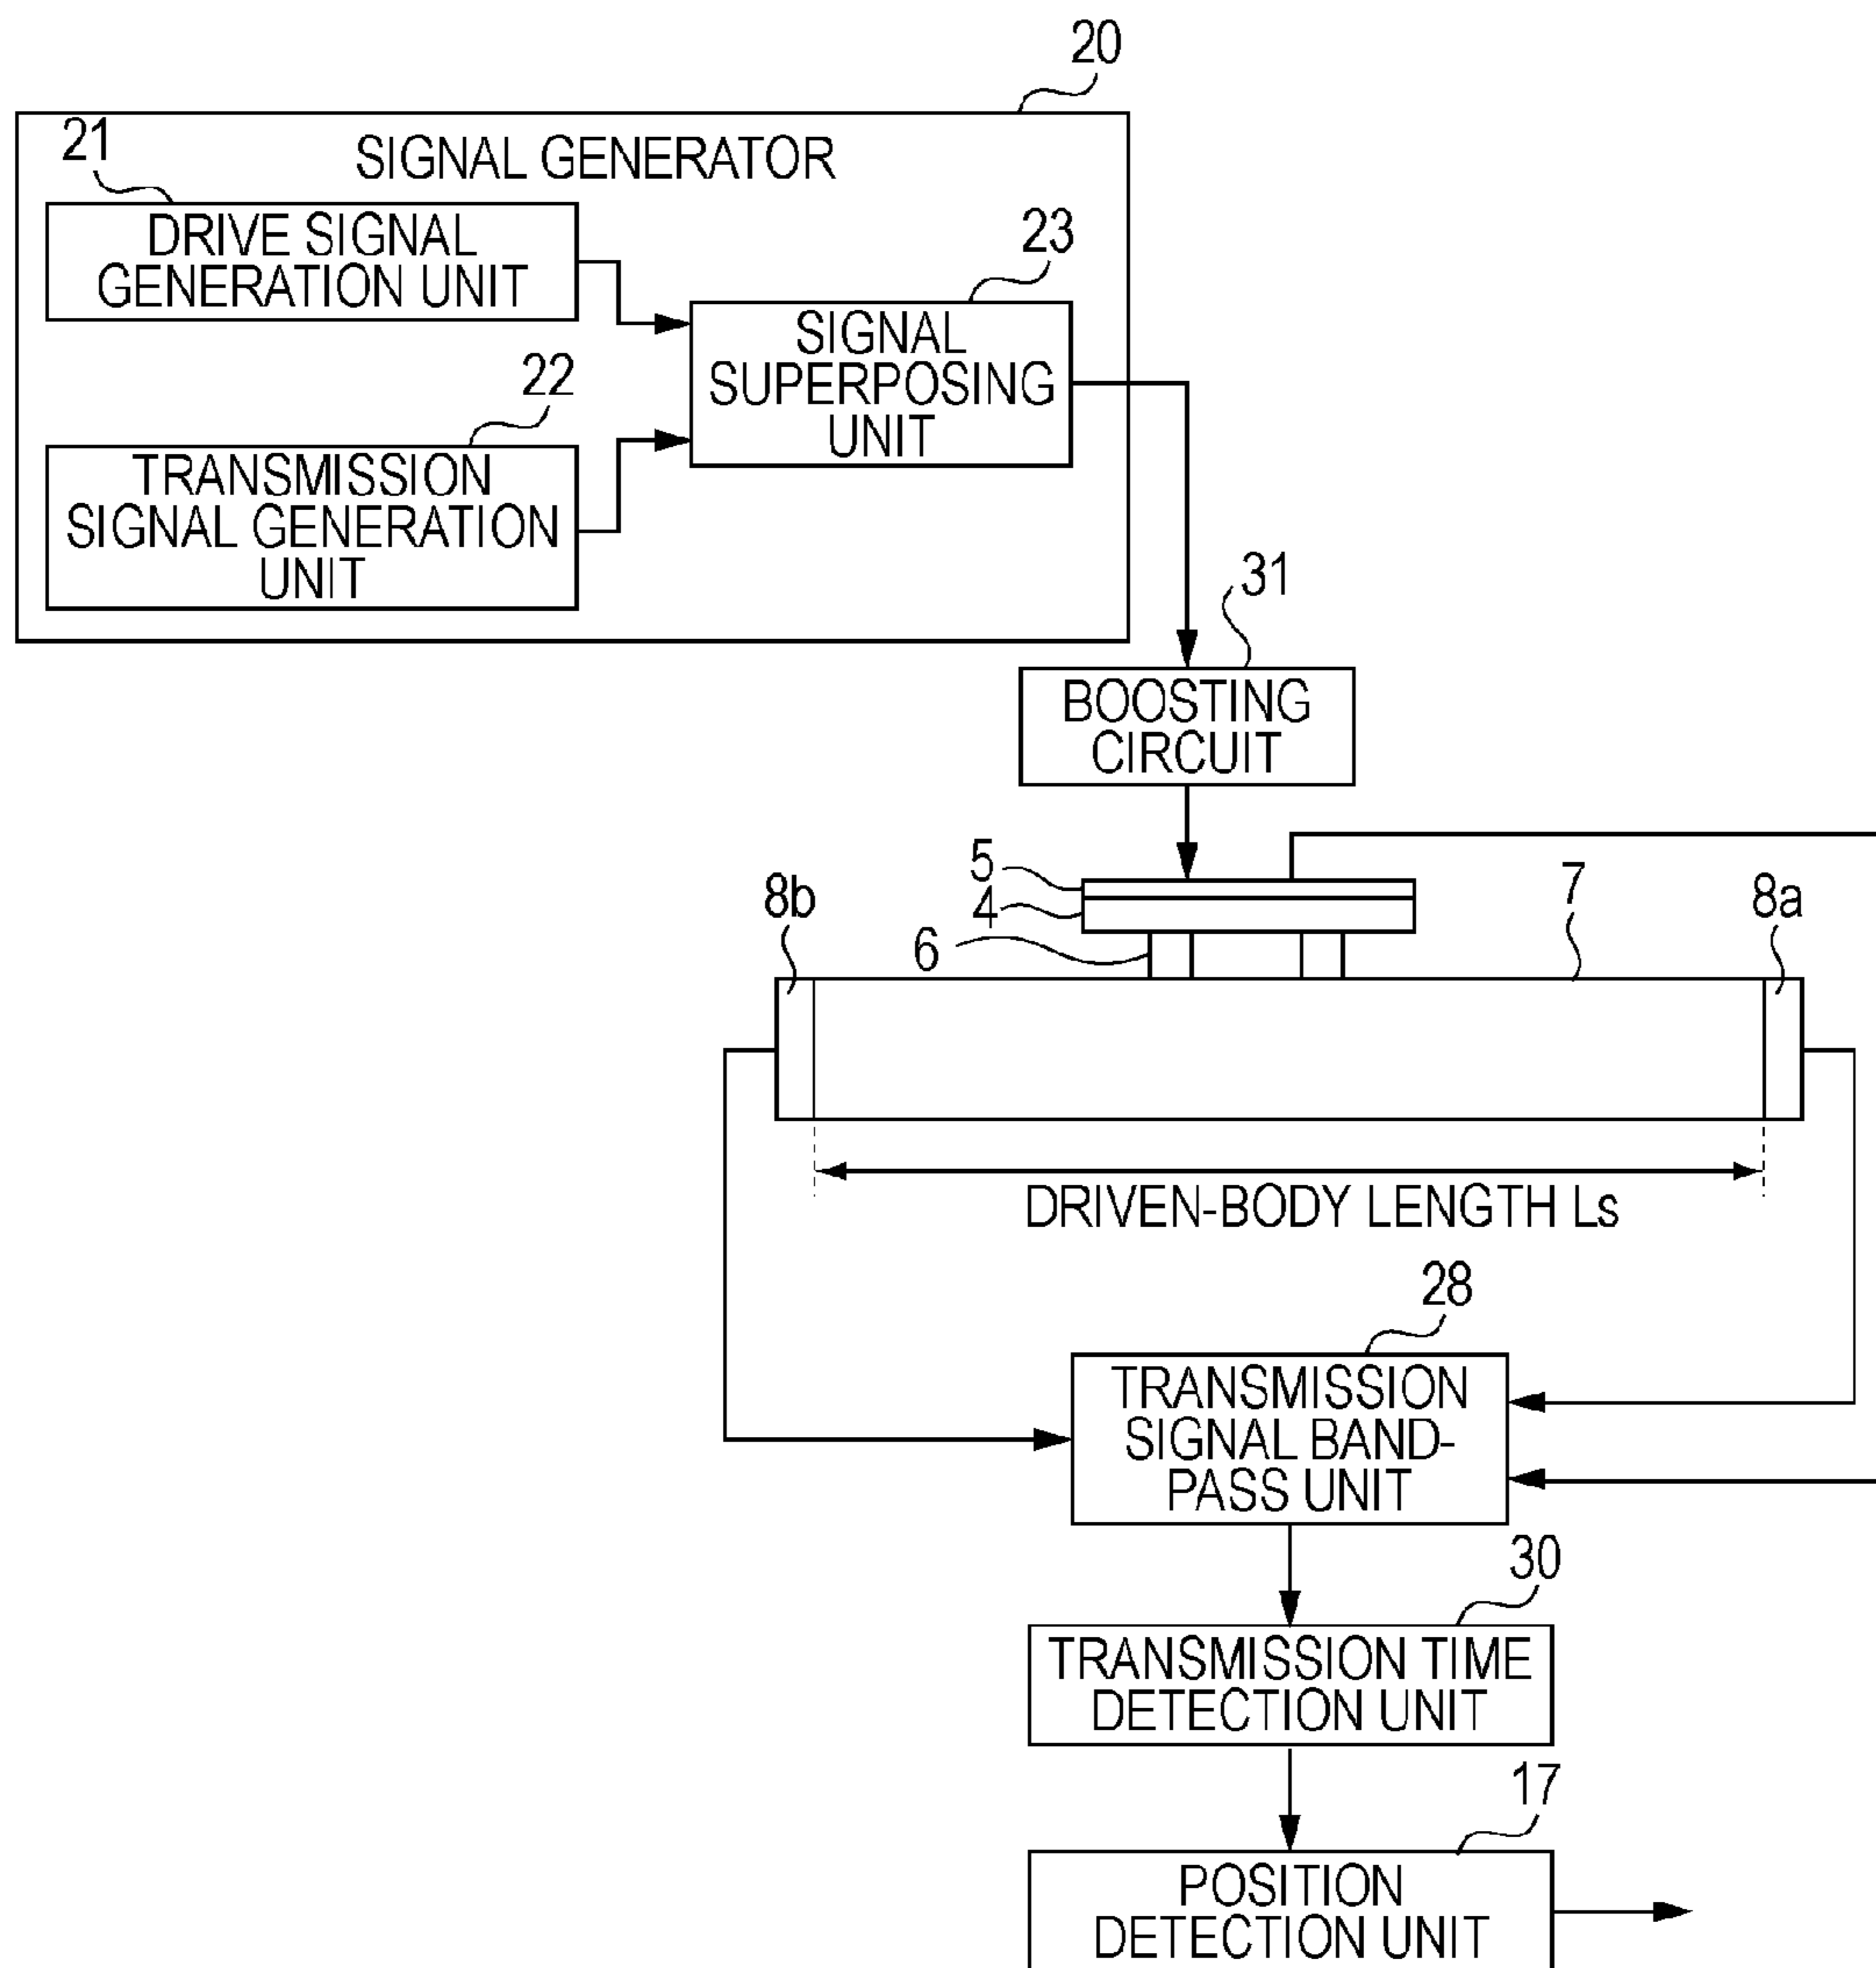 20
21
SIGNAL GENERATOR
DRIVE SIGNAL
GENERATION UNIT
23
SIGNAL
SUPERPOSING
UNIT
22
TRANSMISSION
SIGNAL GENERATION
UNIT
31
BOOSTING
CIRCUIT
5
4
6
7
8b
8a
DRIVEN-BODY LENGTH Ls
28
TRANSMISSION
SIGNAL BAND-
PASS UNIT
30
TRANSMISSION TIME
DETECTION UNIT
17
POSITION
DETECTION UNIT